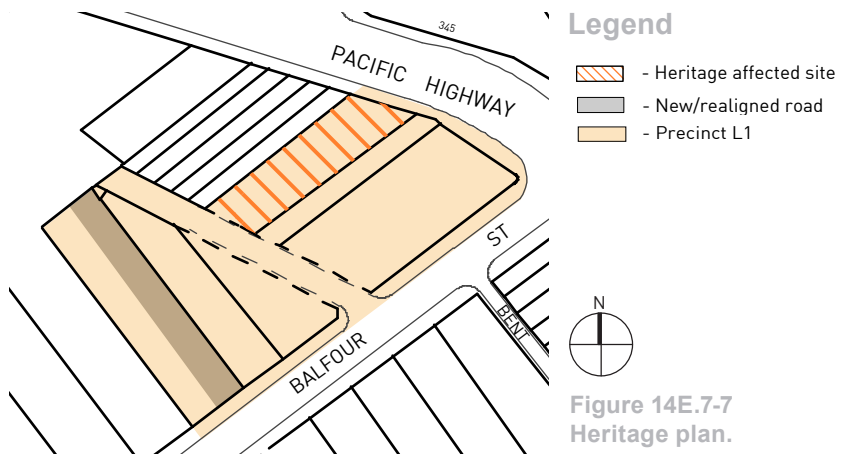 345
PACIFIC HIGHWAY
ST
BENT
BALFOUR
Legend
- Heritage affected site
- New/realigned road
- Precinct L1
N
Figure 14E.7-7
Heritage plan.